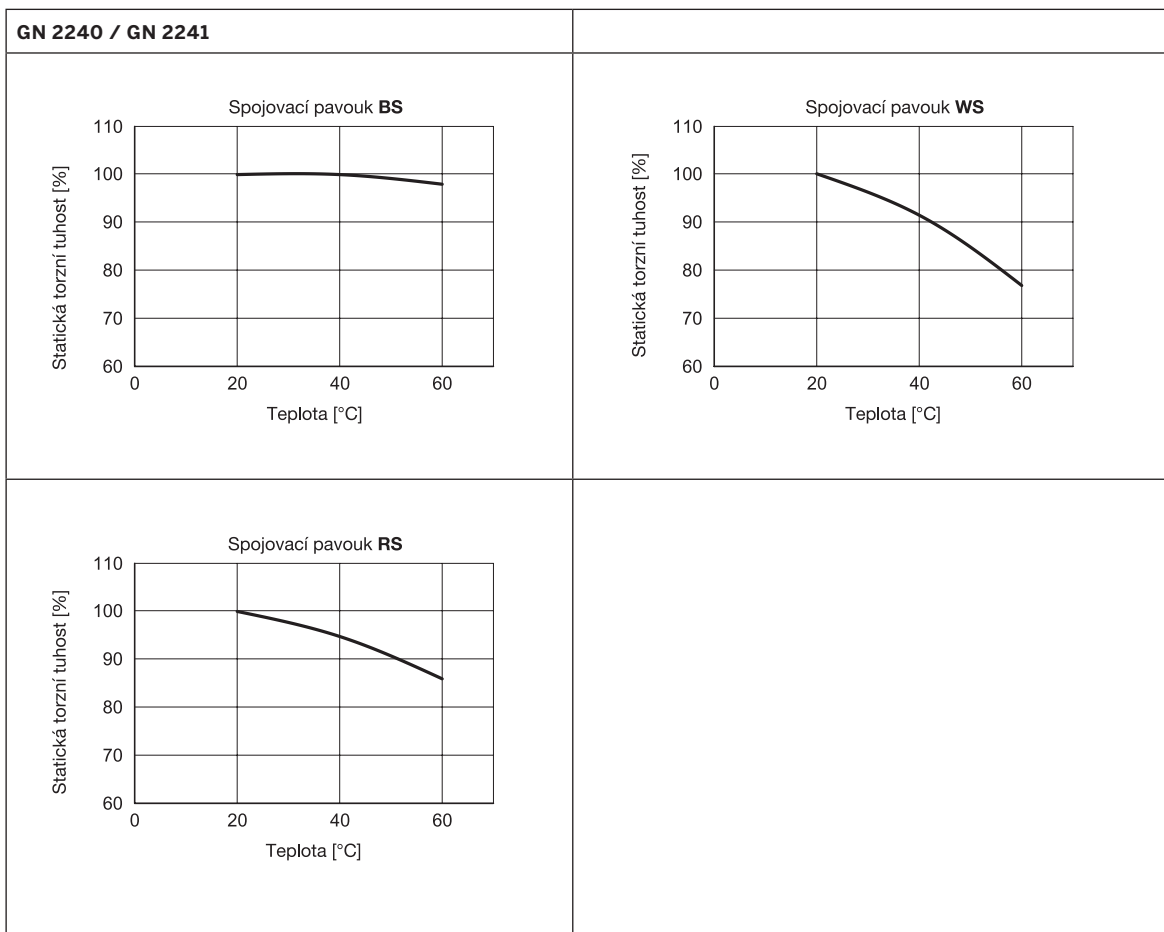 GN 2240 / GN 2241
Spojovací pavouk BS
Statická torzní tuhost [%]
110
100
90
80
70
60
0 20 40 60
Teplota [°C]
Spojovací pavouk WS
Statická torzní tuhost [%]
110
100
90
80
70
60
0 20 40 60
Teplota [°C]
Spojovací pavouk RS
Statická torzní tuhost [%]
110
100
90
80
70
60
0 20 40 60
Teplota [°C]